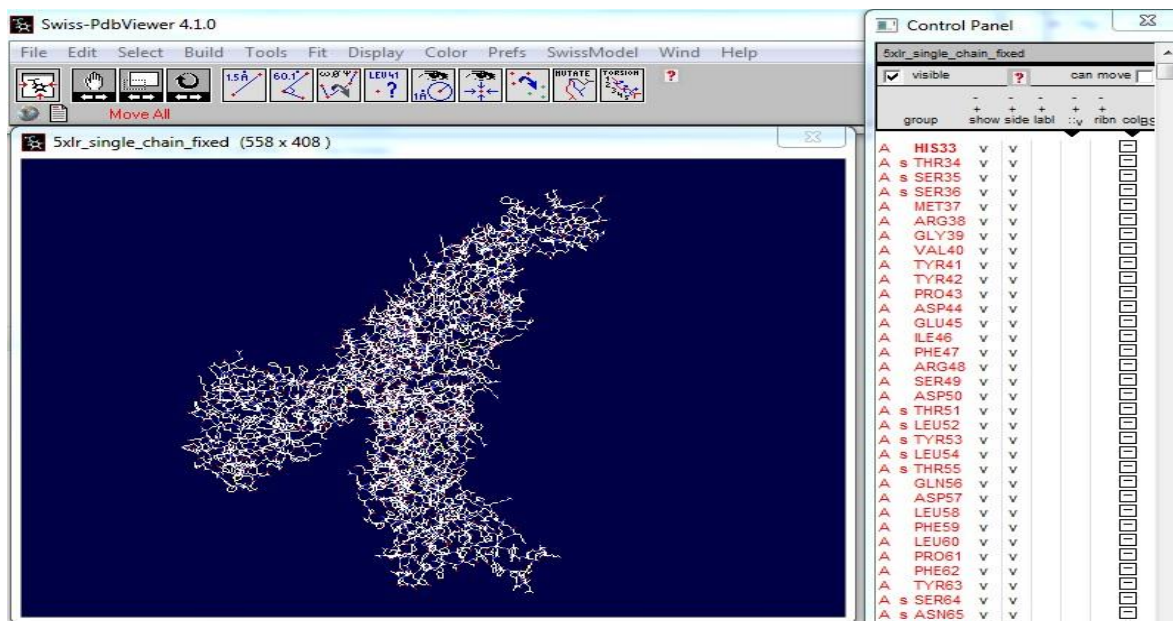 Swiss-PdbViewer 4.1.0
File Edit Select Build Tools Fit Display Color Prefs SwissModel Wind Help
1.5Å 60.1° ω,Φ,Ψ LEU41 ? 1Å MUTATE TORSION ?
Move All
5xlr_single_chain_fixed (558 x 408 )
Control Panel
5xlr_single_chain_fixed
visible ? can move
group show side labl ::v ribn colBS
A HIS33 v v
A s THR34 v v
A s SER35 v v
A s SER36 v v
A MET37 v v
A ARG38 v v
A GLY39 v v
A VAL40 v v
A TYR41 v v
A TYR42 v v
A PRO43 v v
A ASP44 v v
A GLU45 v v
A ILE46 v v
A PHE47 v v
A ARG48 v v
A SER49 v v
A ASP50 v v
A s THR51 v v
A s LEU52 v v
A s TYR53 v v
A s LEU54 v v
A s THR55 v v
A GLN56 v v
A ASP57 v v
A LEU58 v v
A PHE59 v v
A LEU60 v v
A PRO61 v v
A PHE62 v v
A TYR63 v v
A s SER64 v v
A s ASN65 v v